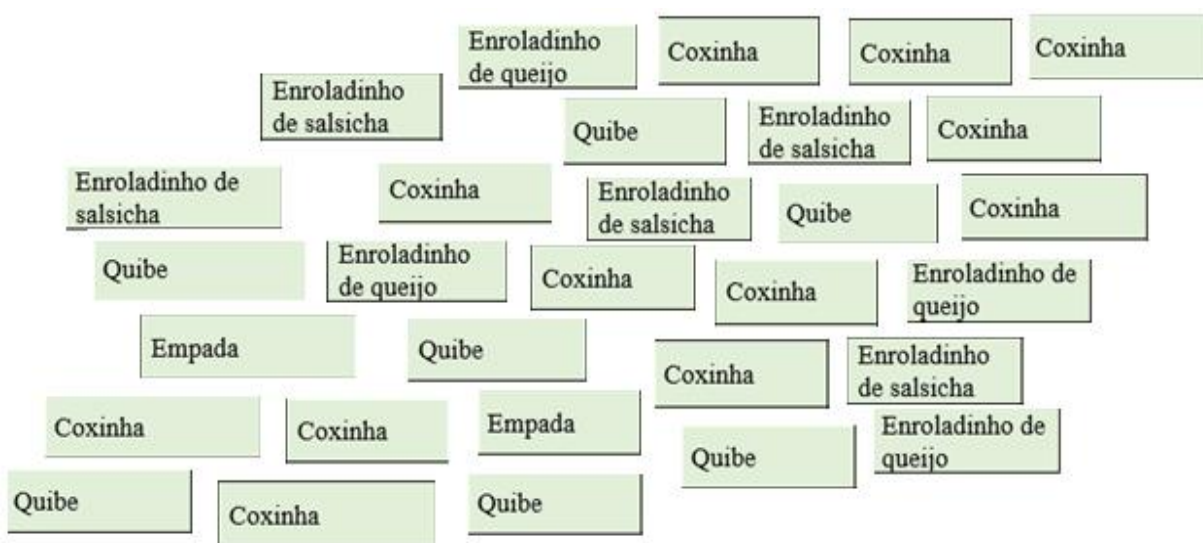 Enroladinho
de queijo
Coxinha
Coxinha
Coxinha
Enroladinho
de salsicha
Quibe
Enroladinho
de salsicha
Coxinha
Enroladinho de
salsicha
Coxinha
Enroladinho
de salsicha
Quibe
Coxinha
Quibe
Enroladinho
de queijo
Coxinha
Coxinha
Enroladinho de
queijo
Empada
Quibe
Coxinha
Enroladinho
de salsicha
Coxinha
Coxinha
Empada
Quibe
Enroladinho de
queijo
Quibe
Coxinha
Quibe